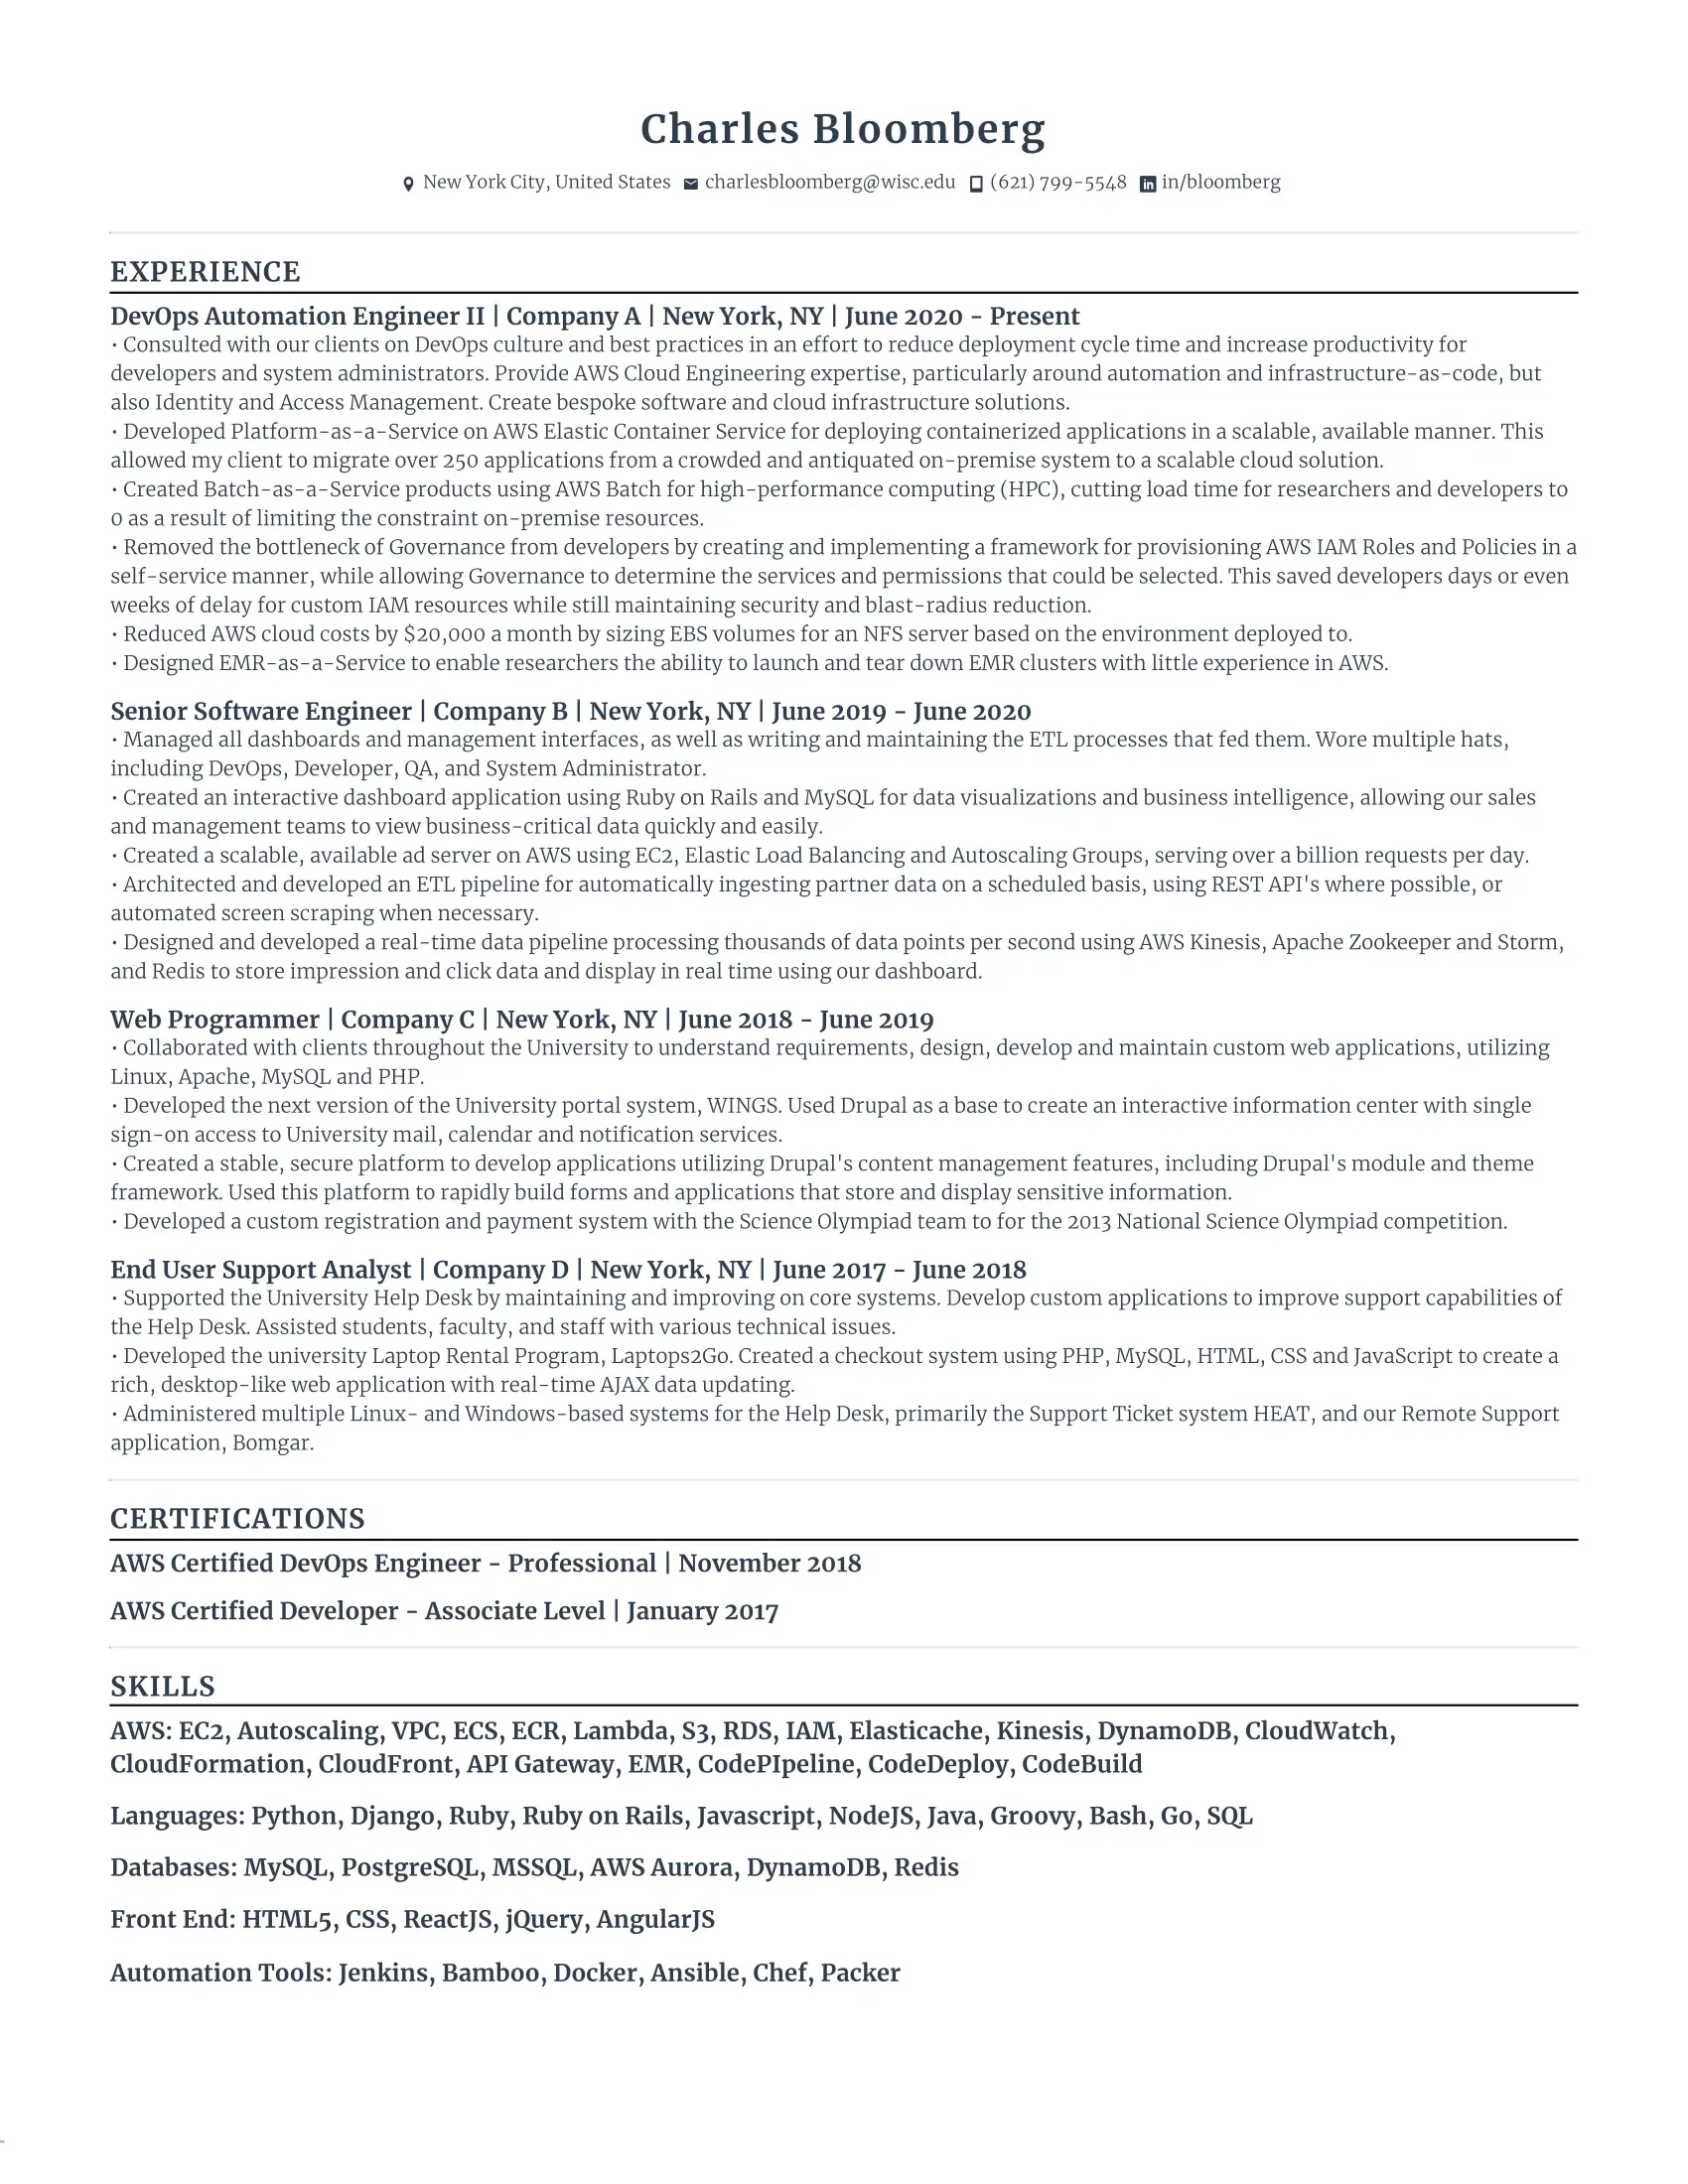 Charles Bloomberg
New York City, United States charlesbloomberg@wisc.edu (621) 799-5548 in/bloomberg
EXPERIENCE
DevOps Automation Engineer II | Company A | New York, NY | June 2020 - Present
• Consulted with our clients on DevOps culture and best practices in an effort to reduce deployment cycle time and increase productivity for
developers and system administrators. Provide AWS Cloud Engineering expertise, particularly around automation and infrastructure-as-code, but
also Identity and Access Management. Create bespoke software and cloud infrastructure solutions.
• Developed Platform-as-a-Service on AWS Elastic Container Service for deploying containerized applications in a scalable, available manner. This
allowed my client to migrate over 250 applications from a crowded and antiquated on-premise system to a scalable cloud solution.
• Created Batch-as-a-Service products using AWS Batch for high-performance computing (HPC), cutting load time for researchers and developers to
0 as a result of limiting the constraint on-premise resources.
• Removed the bottleneck of Governance from developers by creating and implementing a framework for provisioning AWS IAM Roles and Policies in a
self-service manner, while allowing Governance to determine the services and permissions that could be selected. This saved developers days or even
weeks of delay for custom IAM resources while still maintaining security and blast-radius reduction.
• Reduced AWS cloud costs by $20,000 a month by sizing EBS volumes for an NFS server based on the environment deployed to.
• Designed EMR-as-a-Service to enable researchers the ability to launch and tear down EMR clusters with little experience in AWS.
Senior Software Engineer | Company B | New York, NY | June 2019 - June 2020
• Managed all dashboards and management interfaces, as well as writing and maintaining the ETL processes that fed them. Wore multiple hats,
including DevOps, Developer, QA, and System Administrator.
• Created an interactive dashboard application using Ruby on Rails and MySQL for data visualizations and business intelligence, allowing our sales
and management teams to view business-critical data quickly and easily.
• Created a scalable, available ad server on AWS using EC2, Elastic Load Balancing and Autoscaling Groups, serving over a billion requests per day.
• Architected and developed an ETL pipeline for automatically ingesting partner data on a scheduled basis, using REST API's where possible, or
automated screen scraping when necessary.
• Designed and developed a real-time data pipeline processing thousands of data points per second using AWS Kinesis, Apache Zookeeper and Storm,
and Redis to store impression and click data and display in real time using our dashboard.
Web Programmer | Company C | New York, NY | June 2018 - June 2019
• Collaborated with clients throughout the University to understand requirements, design, develop and maintain custom web applications, utilizing
Linux, Apache, MySQL and PHP.
• Developed the next version of the University portal system, WINGS. Used Drupal as a base to create an interactive information center with single
sign-on access to University mail, calendar and notification services.
• Created a stable, secure platform to develop applications utilizing Drupal's content management features, including Drupal's module and theme
framework. Used this platform to rapidly build forms and applications that store and display sensitive information.
• Developed a custom registration and payment system with the Science Olympiad team to for the 2013 National Science Olympiad competition.
End User Support Analyst | Company D | New York, NY | June 2017 - June 2018
• Supported the University Help Desk by maintaining and improving on core systems. Develop custom applications to improve support capabilities of
the Help Desk. Assisted students, faculty, and staff with various technical issues.
• Developed the university Laptop Rental Program, Laptops2Go. Created a checkout system using PHP, MySQL, HTML, CSS and JavaScript to create a
rich, desktop-like web application with real-time AJAX data updating.
• Administered multiple Linux- and Windows-based systems for the Help Desk, primarily the Support Ticket system HEAT, and our Remote Support
application, Bomgar.
CERTIFICATIONS
AWS Certified DevOps Engineer - Professional | November 2018
AWS Certified Developer - Associate Level | January 2017
SKILLS
AWS: EC2, Autoscaling, VPC, ECS, ECR, Lambda, S3, RDS, IAM, Elasticache, Kinesis, DynamoDB, CloudWatch,
CloudFormation, CloudFront, API Gateway, EMR, CodePIpeline, CodeDeploy, CodeBuild
Languages: Python, Django, Ruby, Ruby on Rails, Javascript, NodeJS, Java, Groovy, Bash, Go, SQL
Databases: MySQL, PostgreSQL, MSSQL, AWS Aurora, DynamoDB, Redis
Front End: HTML5, CSS, ReactJS, jQuery, AngularJS
Automation Tools: Jenkins, Bamboo, Docker, Ansible, Chef, Packer